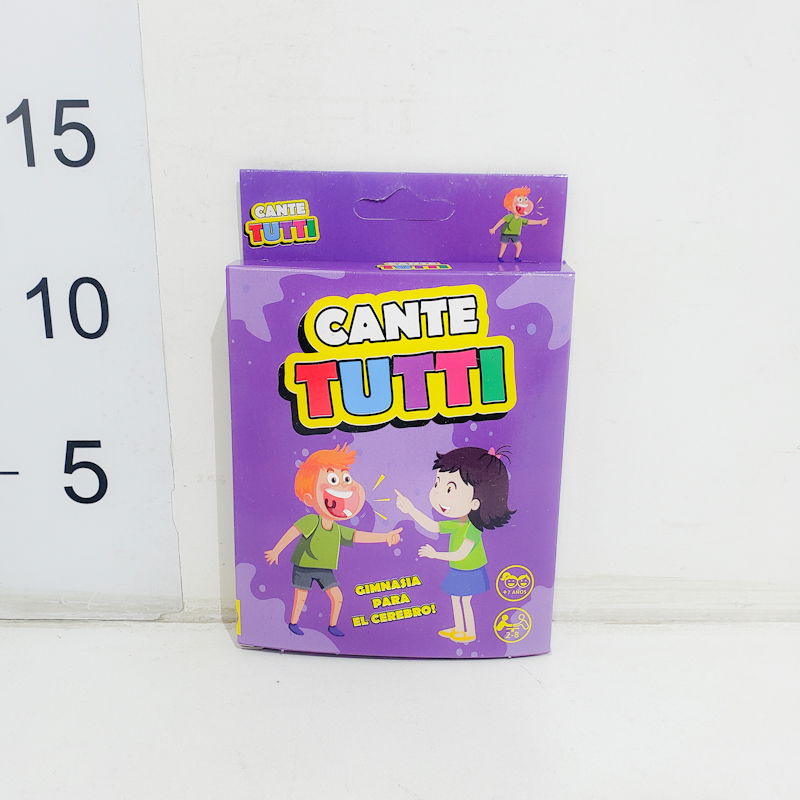 15
10
5
CANTE
TUTTI
CANTE
TUTTI
GIMNASIA
PARA
EL CEREBRO!
+7 AÑOS
2-8